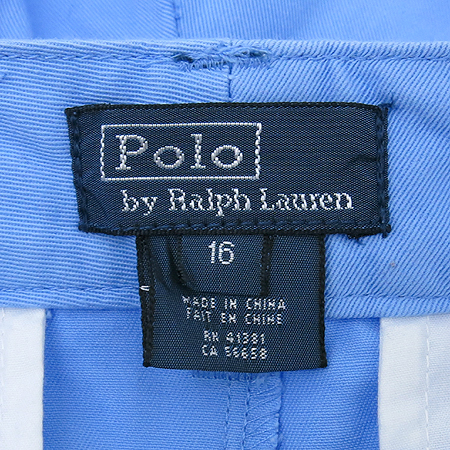 Polo
by Ralph Lauren
16
MADE IN CHINA
FAIT EN CHINE
RN 41381
CA 56658